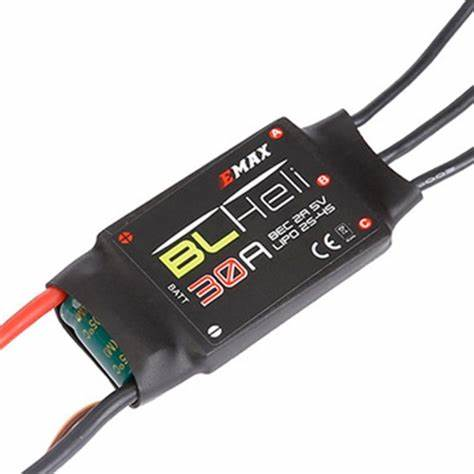 EMAX
BLHeli
BATT
30A
BEC 2A 5V
LIPO 2S-4S
CE
A
B
C